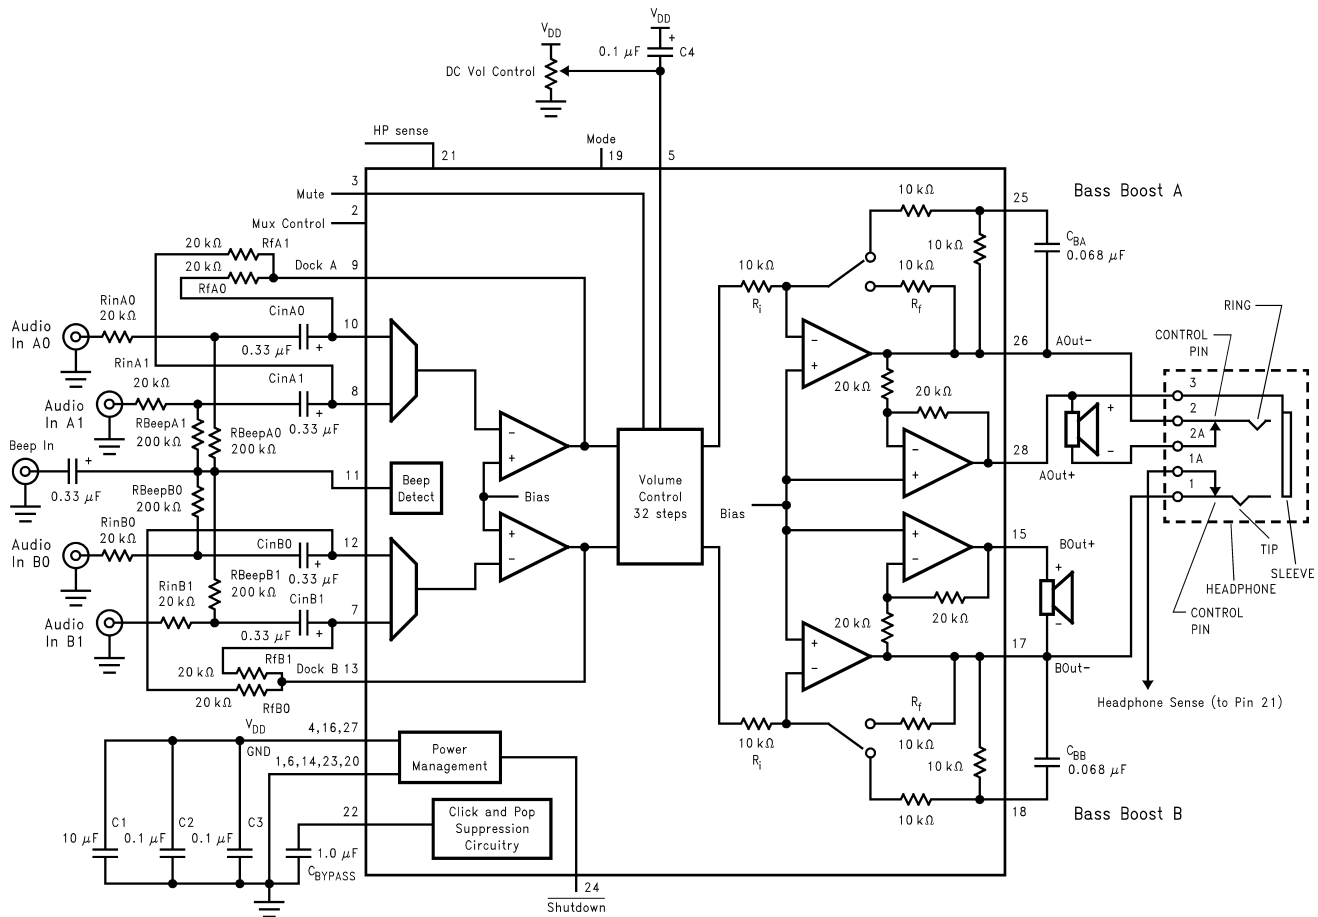 V_DD
V_DD
+
0.1 µF
C4
DC Vol Control
HP sense
21
Mode
19
5
3
Mute
2
Mux Control
20 kΩ
RfA1
20 kΩ
Dock A
9
RfA0
RinA0
20 kΩ
CinA0
10
Audio
In A0
0.33 µF
+
RinA1
20 kΩ
CinA1
8
Audio
In A1
RBeepA1
200 kΩ
0.33 µF
+
RBeepA0
200 kΩ
Beep In
+
0.33 µF
11
Beep
Detect
RBeepB0
200 kΩ
RinB0
20 kΩ
CinB0
12
Audio
In B0
0.33 µF
+
RinB1
20 kΩ
RBeepB1
200 kΩ
CinB1
7
Audio
In B1
0.33 µF
+
RfB1
20 kΩ
Dock B
13
20 kΩ
RfB0
−
+
Bias
+
−
Volume
Control
32 steps
10 kΩ
25
Bass Boost A
10 kΩ
C_BA
0.068 µF
10 kΩ
R_i
10 kΩ
R_f
26
AOut−
−
+
20 kΩ
20 kΩ
−
+
28
AOut+
Bias
+
−
15
BOut+
20 kΩ
20 kΩ
+
−
17
BOut−
R_f
10 kΩ
10 kΩ
R_i
10 kΩ
C_BB
0.068 µF
10 kΩ
18
Bass Boost B
RING
CONTROL
PIN
3
2
2A
1A
1
+
−
+
−
TIP
SLEEVE
HEADPHONE
CONTROL
PIN
Headphone Sense (to Pin 21)
V_DD
4,16,27
GND
1,6,14,23,20
Power
Management
22
Click and Pop
Suppression
Circuitry
C1
10 µF
C2
0.1 µF
C3
0.1 µF
1.0 µF
C_BYPASS
24
Shutdown